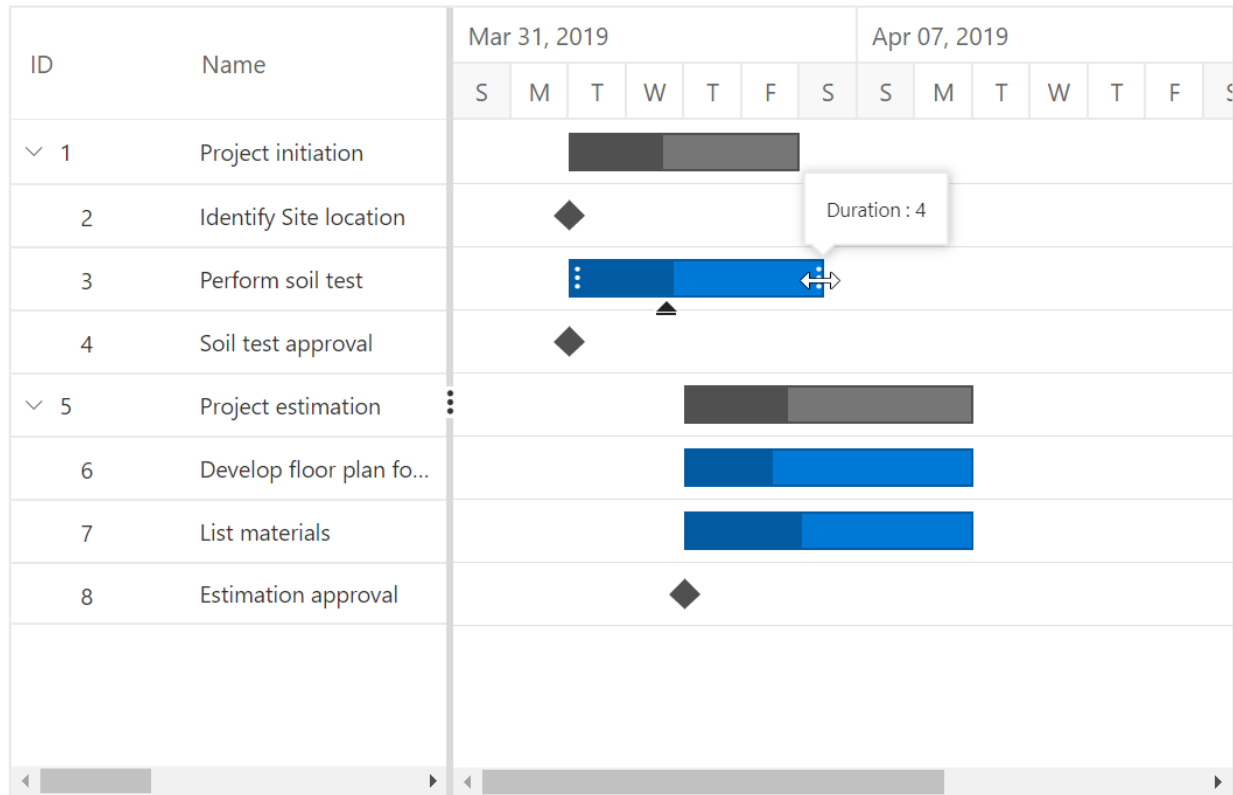 ID Name Mar 31, 2019 Apr 07, 2019
S M T W T F S S M T W T F S
1 Project initiation
2 Identify Site location
Duration : 4
3 Perform soil test
4 Soil test approval
5 Project estimation
6 Develop floor plan fo...
7 List materials
8 Estimation approval